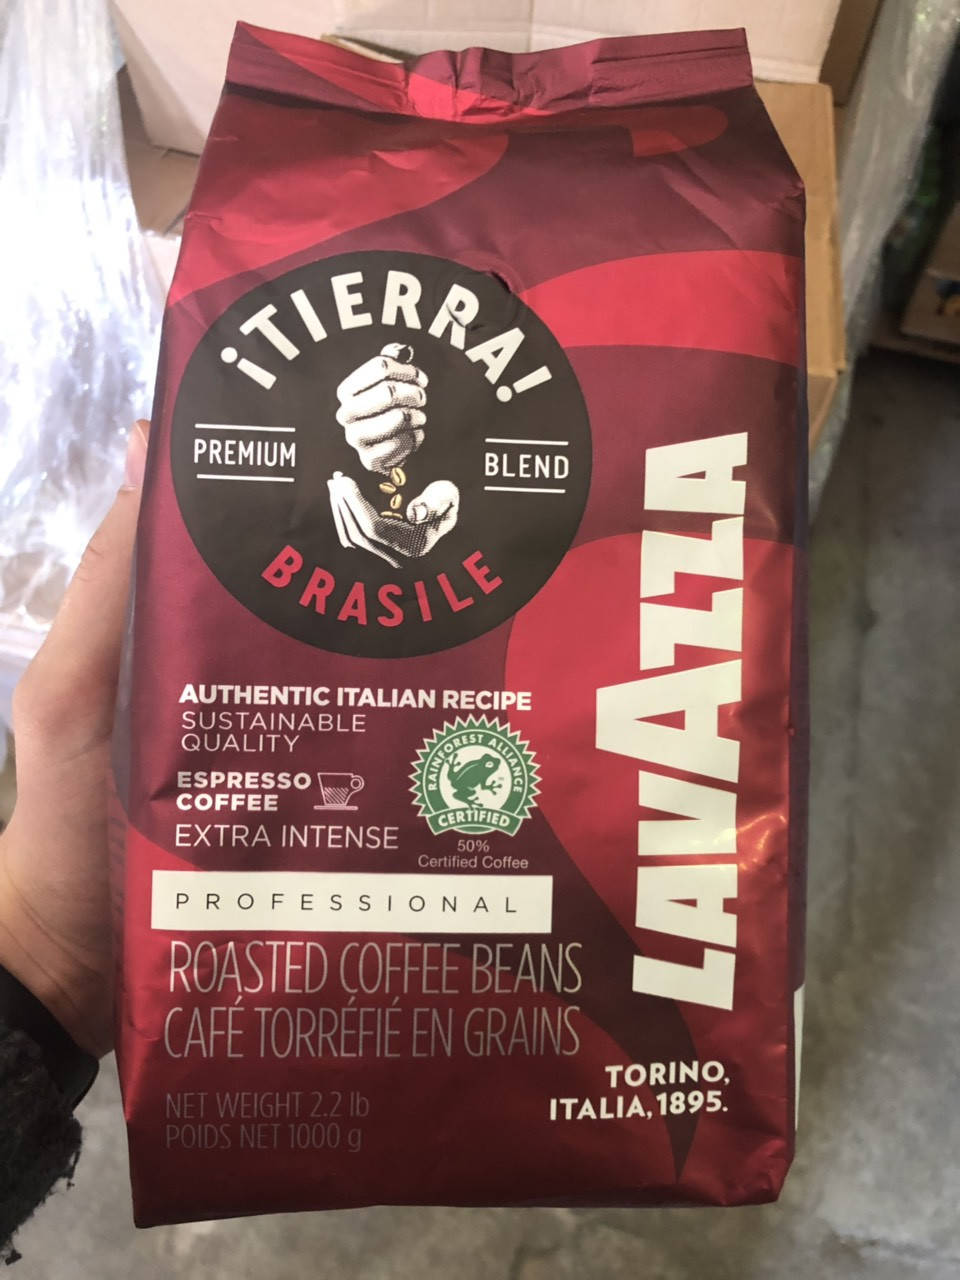 ¡TIERRA!
PREMIUM
BLEND
BRASILE
LAVAZZA
AUTHENTIC ITALIAN RECIPE
SUSTAINABLE
QUALITY
ESPRESSO
COFFEE
EXTRA INTENSE
RAINFOREST ALLIANCE
CERTIFIED
50%
Certified Coffee
PROFESSIONAL
ROASTED COFFEE BEANS
CAFÉ TORRÉFIÉ EN GRAINS
TORINO,
ITALIA, 1895.
NET WEIGHT 2.2 lb
POIDS NET 1000 g